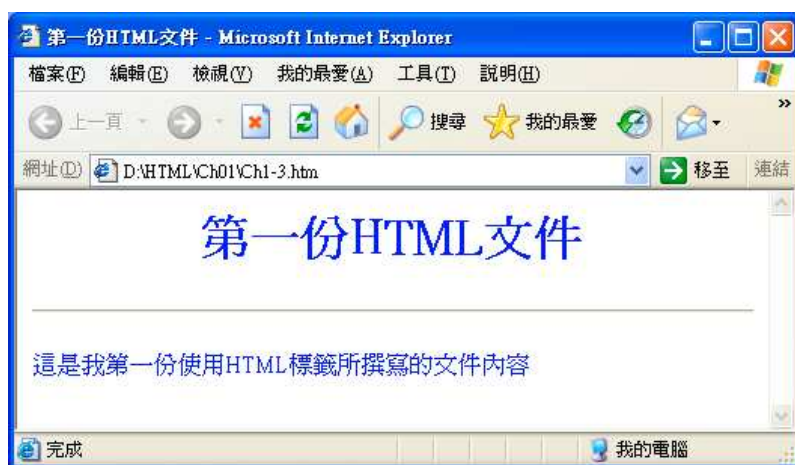 第一份HTML文件 - Microsoft Internet Explorer
檔案(F) 編輯(E) 檢視(V) 我的最愛(A) 工具(T) 說明(H)
上一頁 搜尋 我的最愛 »
網址(D) D:\HTML\Ch01\Ch1-3.htm 移至 連結
第一份HTML文件
這是我第一份使用HTML標籤所撰寫的文件內容
完成 我的電腦